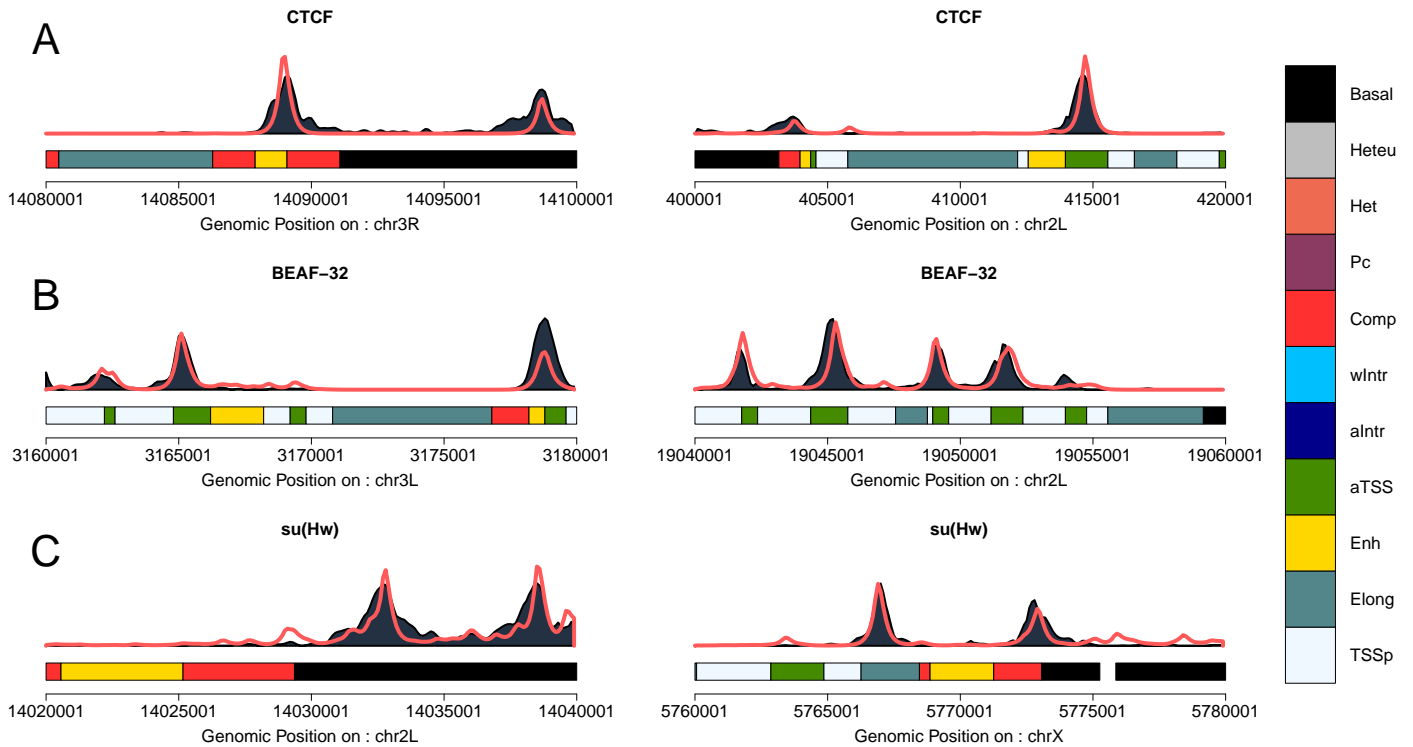 A
CTCF
14080001 14085001 14090001 14095001 14100001
Genomic Position on : chr3R
CTCF
400001 405001 410001 415001 420001
Genomic Position on : chr2L
B
BEAF−32
3160001 3165001 3170001 3175001 3180001
Genomic Position on : chr3L
BEAF−32
19040001 19045001 19050001 19055001 19060001
Genomic Position on : chr2L
C
su(Hw)
14020001 14025001 14030001 14035001 14040001
Genomic Position on : chr2L
su(Hw)
5760001 5765001 5770001 5775001 5780001
Genomic Position on : chrX
Basal
Heteu
Het
Pc
Comp
wIntr
aIntr
aTSS
Enh
Elong
TSSp